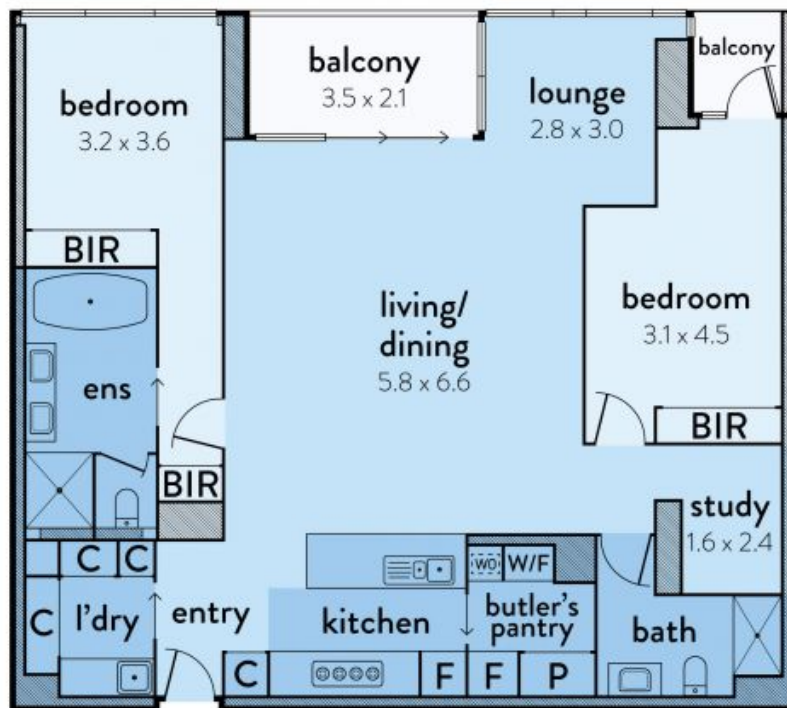 balcony
3.5 x 2.1
balcony
bedroom
3.2 x 3.6
lounge
2.8 x 3.0
BIR
living/
dining
5.8 x 6.6
bedroom
3.1 x 4.5
ens
BIR
BIR
study
1.6 x 2.4
C
C
WO
W/F
C
l'dry
entry
kitchen
butler's
pantry
bath
C
F
F
P